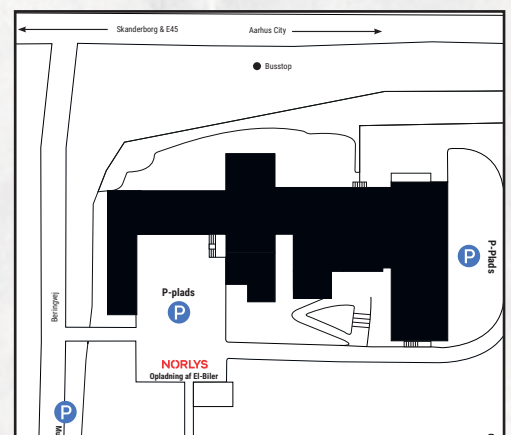 Skanderborg & E45
Aarhus City
Busstop
P-Plads
P
P-plads
P
Beringvej
NORLYS
Opladning af El-Biler
P